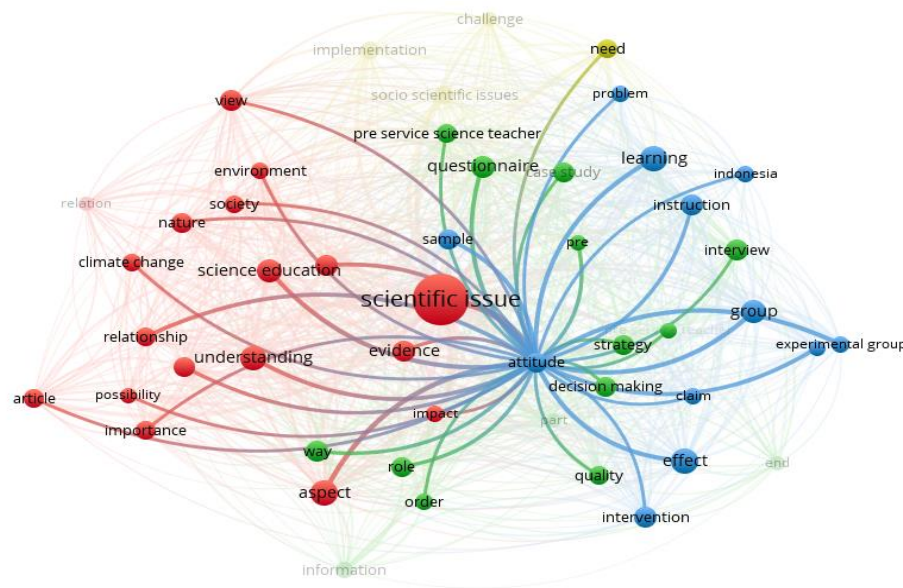 challenge
need
implementation
problem
view
socio scientific issues
pre service science teacher
learning
questionnaire
environment
case study
indonesia
relation
society
instruction
nature
sample
pre
interview
climate change
science education
scientific issue
group
relationship
strategy
experimental group
evidence
understanding
attitude
decision making
claim
article
possibility
impact
part
importance
way
effect
end
role
quality
aspect
order
intervention
information